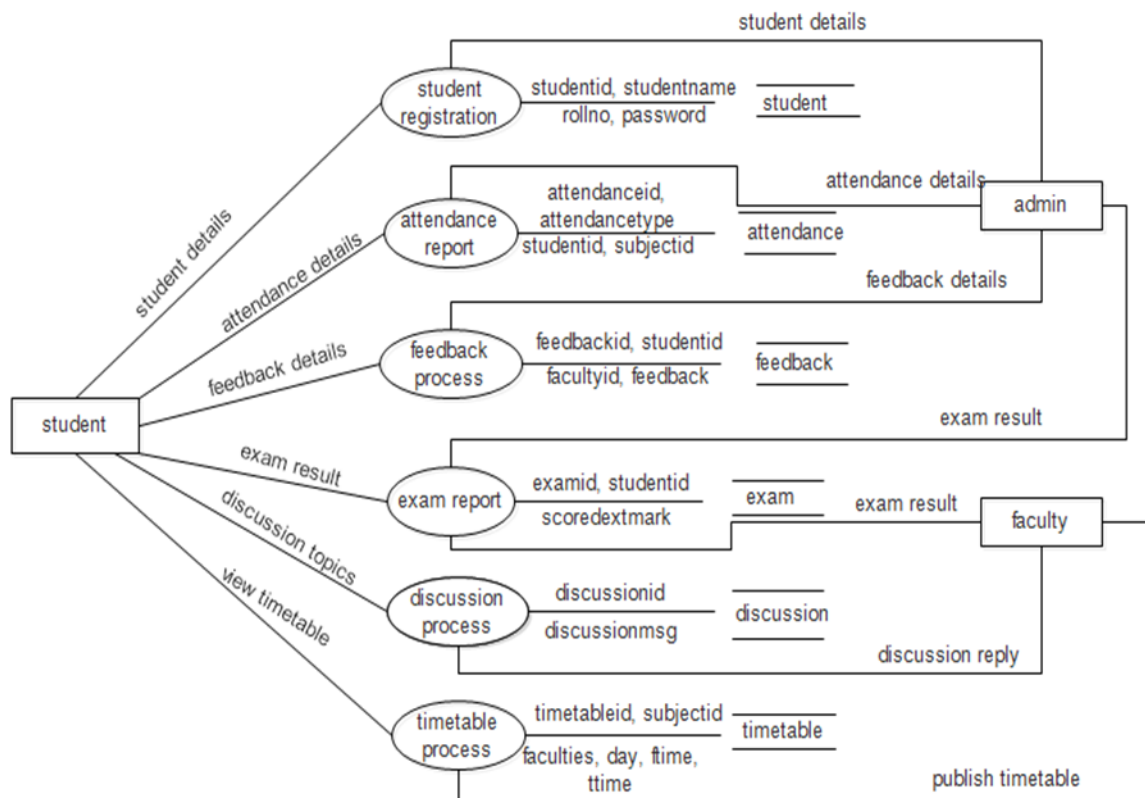 student details
student
registration
studentid, studentname
rollno, password
student
attendance details
attendanceid,
attendancetype
studentid, subjectid
attendance
report
attendance
admin
student details
attendance details
feedback details
feedback details
feedback
process
feedbackid, studentid
facultyid, feedback
feedback
student
exam result
exam result
exam report
examid, studentid
scoredextmark
exam
exam result
faculty
discussion topics
view timetable
discussion
process
discussionid
discussionmsg
discussion
discussion reply
timetable
process
timetableid, subjectid
faculties, day, ftime,
ttime
timetable
publish timetable